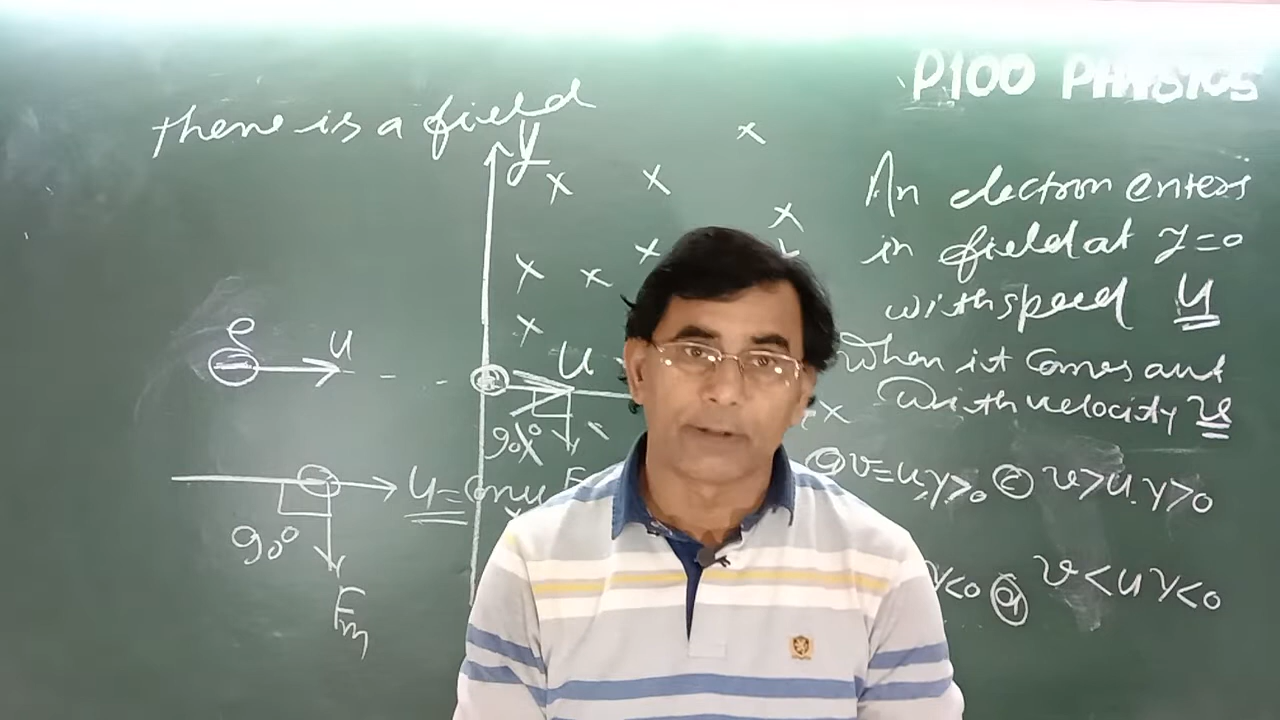 P100 PHYSICS
there is a field
y
An electron enters
in field at y=0
with speed u
When it comes out
with velocity v
e
u
u
90°
v=u, y>0 (c) v>u, y>0
u=
90°
y<0 (d) v<u y<0
Fm